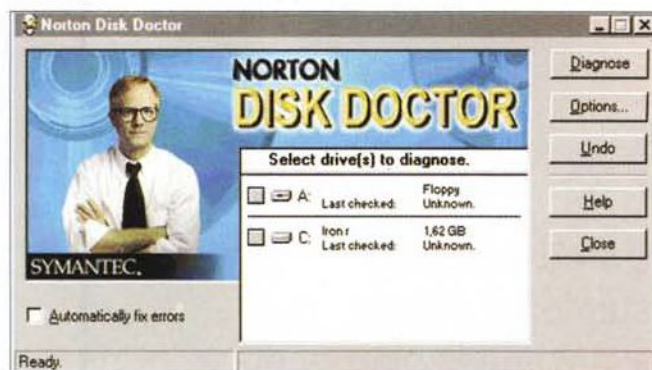 Norton Disk Doctor
NORTON
DISK DOCTOR
Select drive(s) to diagnose.
A: Floppy
Last checked: Unknown.
C: Iron r 1,62 GB
Last checked: Unknown.
SYMANTEC.
Automatically fix errors
Ready.
Diagnose
Options...
Undo
Help
Close